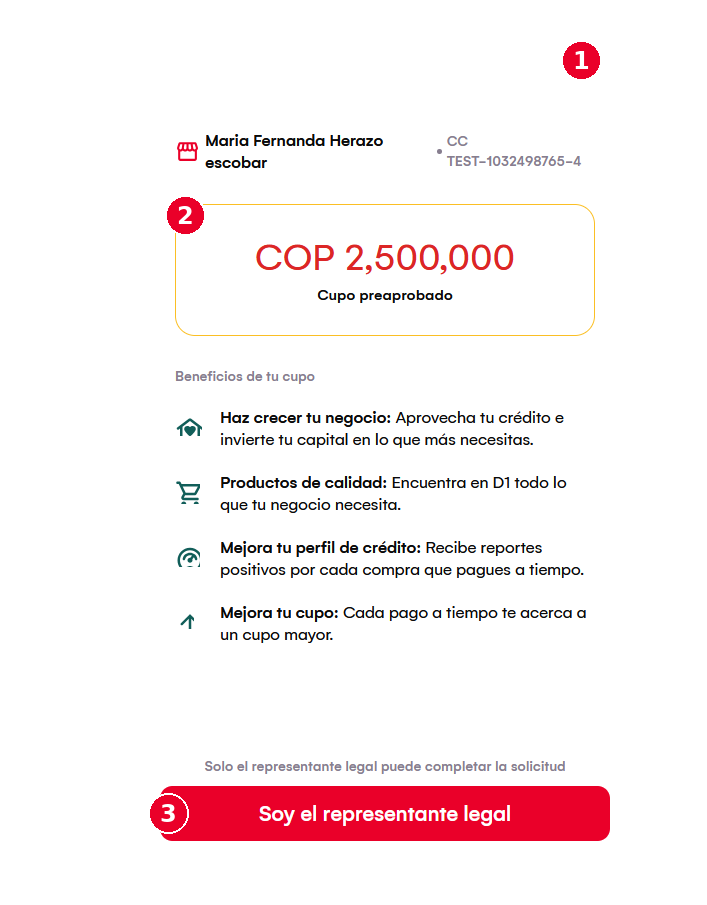 1
Maria Fernanda Herazo
escobar
• CC
TEST-1032498765-4
2
COP 2,500,000
Cupo preaprobado
Beneficios de tu cupo
Haz crecer tu negocio: Aprovecha tu crédito e
invierte tu capital en lo que más necesitas.
Productos de calidad: Encuentra en D1 todo lo
que tu negocio necesita.
Mejora tu perfil de crédito: Recibe reportes
positivos por cada compra que pagues a tiempo.
Mejora tu cupo: Cada pago a tiempo te acerca a
un cupo mayor.
Solo el representante legal puede completar la solicitud
3
Soy el representante legal